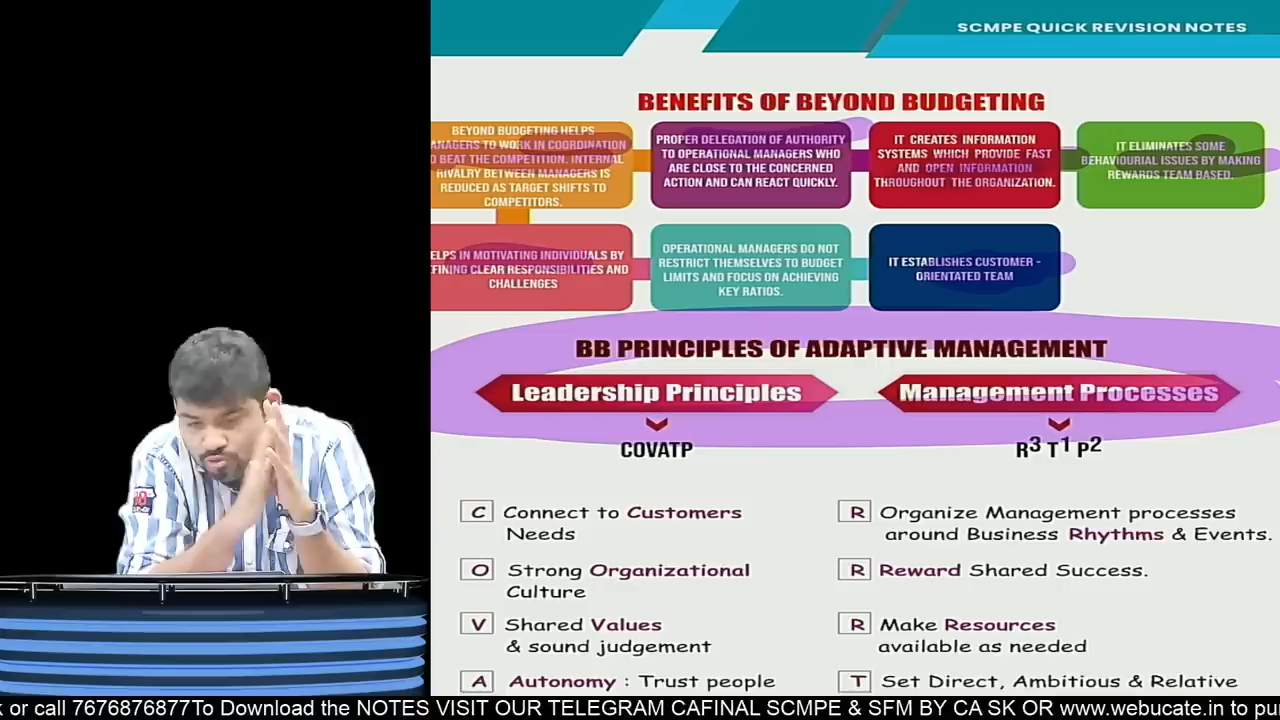 SCMPE QUICK REVISION NOTES
BENEFITS OF BEYOND BUDGETING
BEYOND BUDGETING HELPS
ANAGERS TO WORK IN COORDINATION
O BEAT THE COMPETITION. INTERNAL
RIVALRY BETWEEN MANAGERS IS
REDUCED AS TARGET SHIFTS TO
COMPETITORS.
PROPER DELEGATION OF AUTHORITY
TO OPERATIONAL MANAGERS WHO
ARE CLOSE TO THE CONCERNED
ACTION AND CAN REACT QUICKLY.
IT CREATES INFORMATION
SYSTEMS WHICH PROVIDE FAST
AND OPEN INFORMATION
THROUGHOUT THE ORGANIZATION.
IT ELIMINATES SOME
BEHAVIOURIAL ISSUES BY MAKING
REWARDS TEAM BASED.
ELPS IN MOTIVATING INDIVIDUALS BY
FINING CLEAR RESPONSIBILITIES AND
CHALLENGES
OPERATIONAL MANAGERS DO NOT
RESTRICT THEMSELVES TO BUDGET
LIMITS AND FOCUS ON ACHIEVING
KEY RATIOS.
IT ESTABLISHES CUSTOMER -
ORIENTATED TEAM
BB PRINCIPLES OF ADAPTIVE MANAGEMENT
Leadership Principles
COVATP
C Connect to Customers
Needs
O Strong Organizational
Culture
V Shared Values
& sound judgement
A Autonomy : Trust people
Management Processes
R3 T1 P2
R Organize Management processes
around Business Rhythms & Events.
R Reward Shared Success.
R Make Resources
available as needed
T Set Direct, Ambitious & Relative
k or call 7676876877To Download the NOTES VISIT OUR TELEGRAM CAFINAL SCMPE & SFM BY CA SK OR www.webucate.in to pu